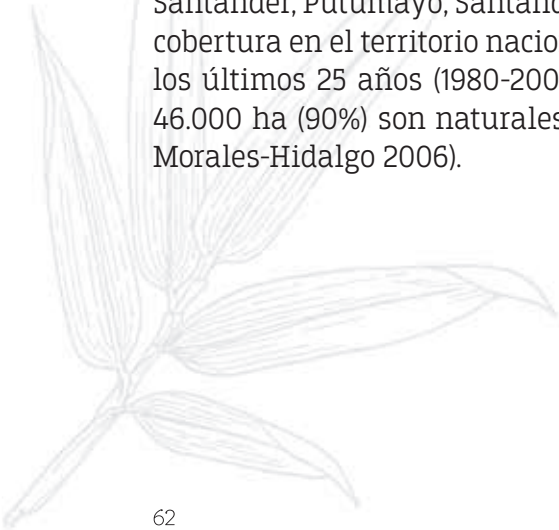 Santander, Putumayo, Santand
cobertura en el territorio nacio
los últimos 25 años (1980-200
46.000 ha (90%) son naturales
Morales-Hidalgo 2006).
62